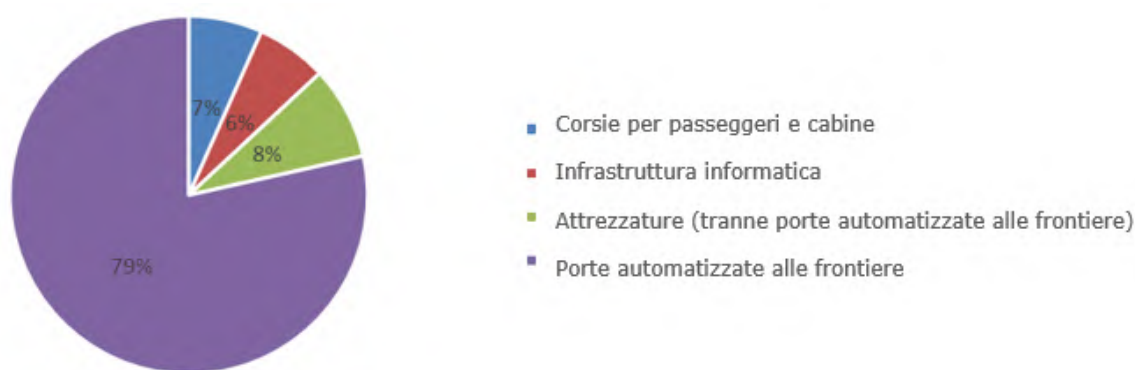 7%
6%
8%
79%
Corsie per passeggeri e cabine
Infrastruttura informatica
Attrezzature (tranne porte automatizzate alle frontiere)
Porte automatizzate alle frontiere